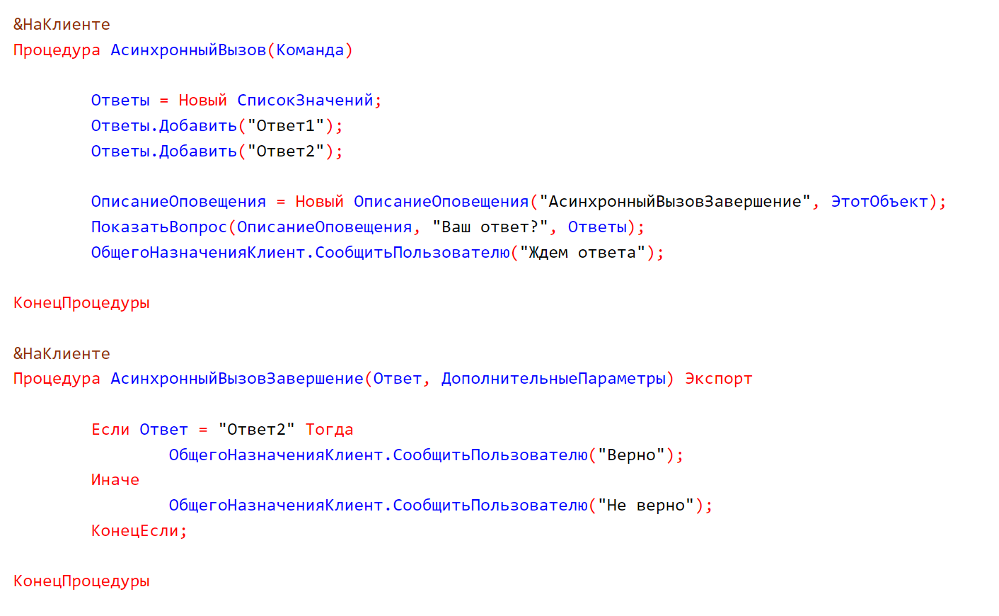 &НаКлиенте
Процедура АсинхронныйВызов(Команда)
Ответы = Новый СписокЗначений;
Ответы.Добавить("Ответ1");
Ответы.Добавить("Ответ2");
ОписаниеОповещения = Новый ОписаниеОповещения("АсинхронныйВызовЗавершение", ЭтотОбъект);
ПоказатьВопрос(ОписаниеОповещения, "Ваш ответ?", Ответы);
ОбщегоНазначенияКлиент.СообщитьПользователю("Ждем ответа");
КонецПроцедуры
&НаКлиенте
Процедура АсинхронныйВызовЗавершение(Ответ, ДополнительныеПараметры) Экспорт
Если Ответ = "Ответ2" Тогда
ОбщегоНазначенияКлиент.СообщитьПользователю("Верно");
Иначе
ОбщегоНазначенияКлиент.СообщитьПользователю("Не верно");
КонецЕсли;
КонецПроцедуры